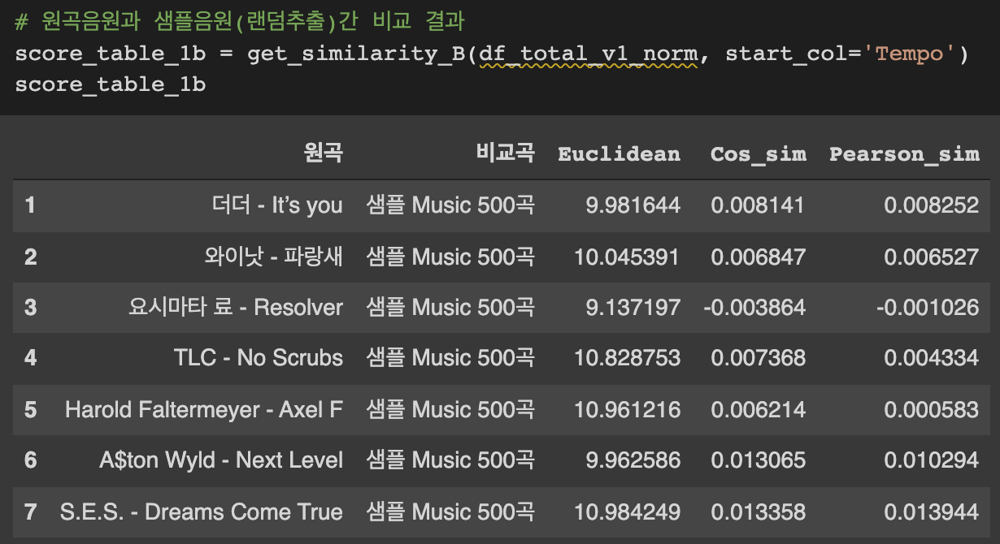 # 원곡음원과 샘플음원(랜덤추출)간 비교 결과
score_table_1b = get_similarity_B(df_total_v1_norm, start_col='Tempo')
score_table_1b
원곡 비교곡 Euclidean Cos_sim Pearson_sim
1 더더 - It’s you 샘플 Music 500곡 9.981644 0.008141 0.008252
2 와이낫 - 파랑새 샘플 Music 500곡 10.045391 0.006847 0.006527
3 요시마타 료 - Resolver 샘플 Music 500곡 9.137197 -0.003864 -0.001026
4 TLC - No Scrubs 샘플 Music 500곡 10.828753 0.007368 0.004334
5 Harold Faltermeyer - Axel F 샘플 Music 500곡 10.961216 0.006214 0.000583
6 A$ton Wyld - Next Level 샘플 Music 500곡 9.962586 0.013065 0.010294
7 S.E.S. - Dreams Come True 샘플 Music 500곡 10.984249 0.013358 0.013944